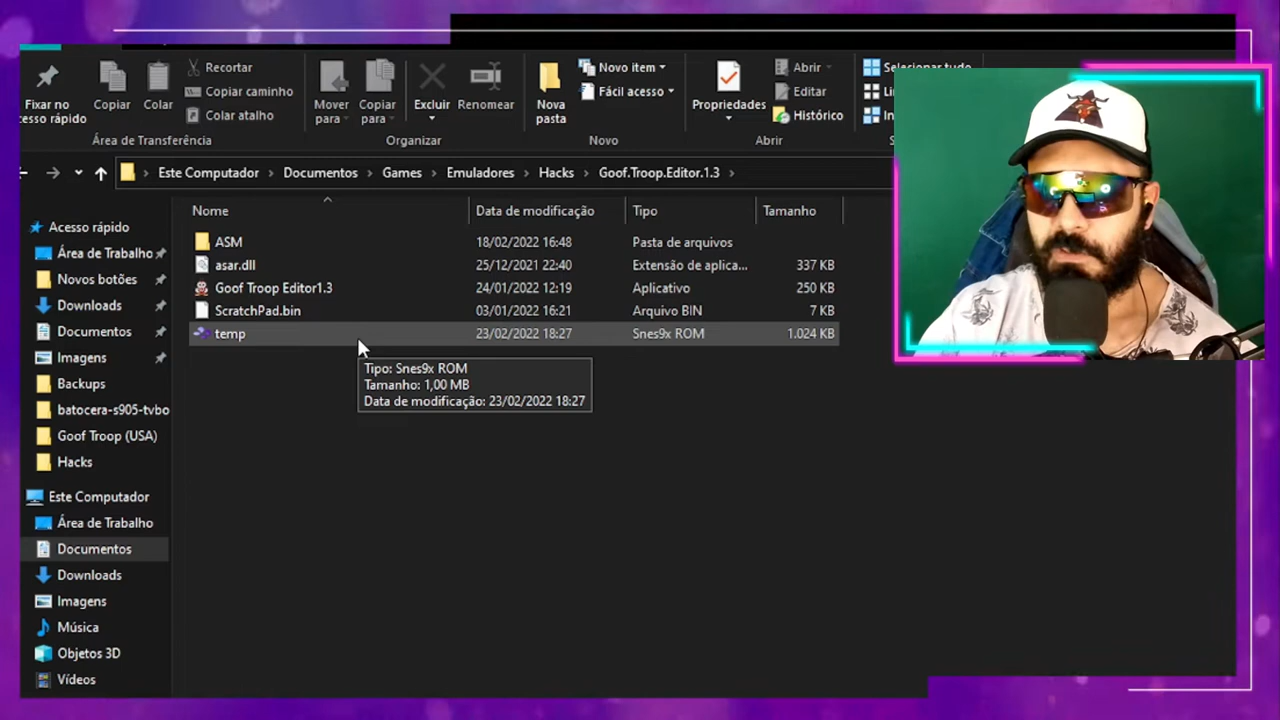 Recortar
Copiar caminho
Colar atalho
Fixar no
cesso rápido
Copiar
Colar
Área de Transferência
Mover
para
Copiar
para
Excluir
Renomear
Organizar
Nova
pasta
Novo item
Fácil acesso
Novo
Propriedades
Abrir
Editar
Histórico
Abrir
Selecionar tudo
Este Computador > Documentos > Games > Emuladores > Hacks > Goof.Troop.Editor.1.3 >
Nome Data de modificação Tipo Tamanho
ASM 18/02/2022 16:48 Pasta de arquivos
asar.dll 25/12/2021 22:40 Extensão de aplica... 337 KB
Goof Troop Editor1.3 24/01/2022 12:19 Aplicativo 250 KB
ScratchPad.bin 03/01/2022 16:21 Arquivo BIN 7 KB
temp 23/02/2022 18:27 Snes9x ROM 1.024 KB
Tipo: Snes9x ROM
Tamanho: 1,00 MB
Data de modificação: 23/02/2022 18:27
Acesso rápido
Área de Trabalho
Novos botões
Downloads
Documentos
Imagens
Backups
batocera-s905-tvbo
Goof Troop (USA)
Hacks
Este Computador
Área de Trabalho
Documentos
Downloads
Imagens
Música
Objetos 3D
Vídeos